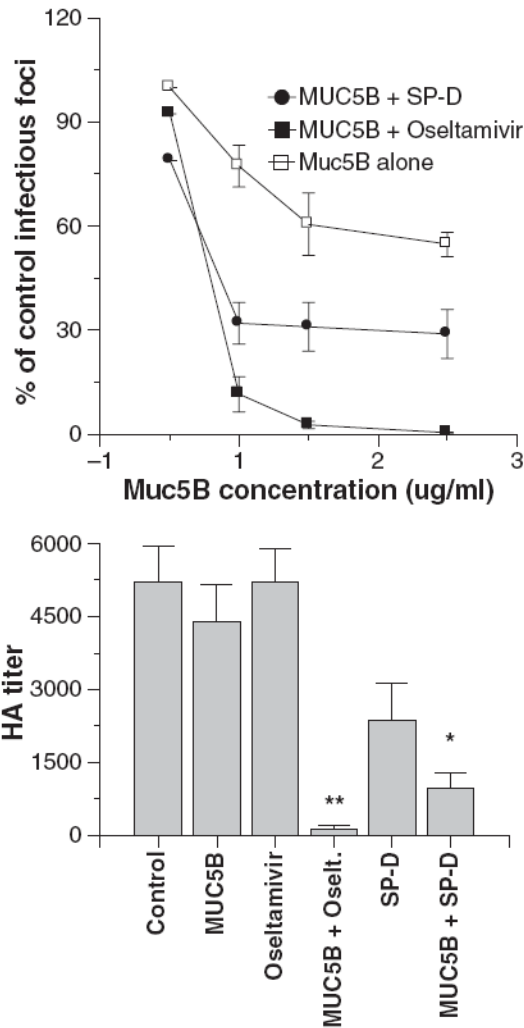 120
90
60
30
0
% of control infectious foci
MUC5B + SP-D
MUC5B + Oseltamivir
Muc5B alone
−1
1
2
3
Muc5B concentration (ug/ml)
6000
4500
3000
1500
0
HA titer
**
*
Control
MUC5B
Oseltamivir
MUC5B + Oselt.
SP-D
MUC5B + SP-D